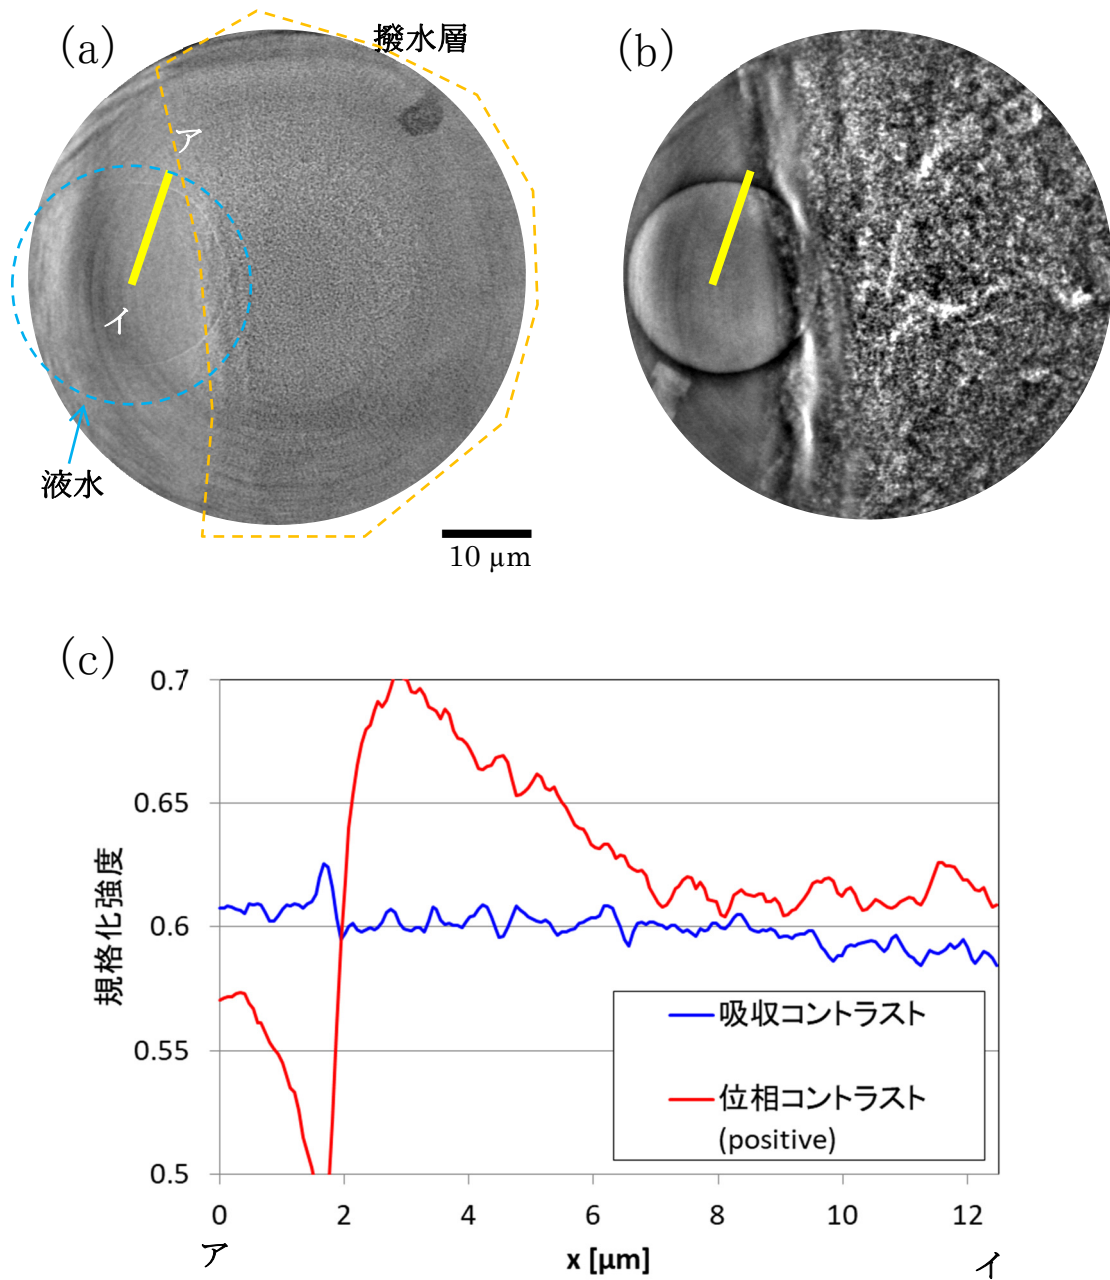 (a)
撥水層
(b)
ア
イ
液水
10 μm
(c)
0.7
0.65
0.6
0.55
0.5
規格化強度
吸収コントラスト
位相コントラスト
(positive)
0 2 4 6 8 10 12
ア
x [μm]
イ